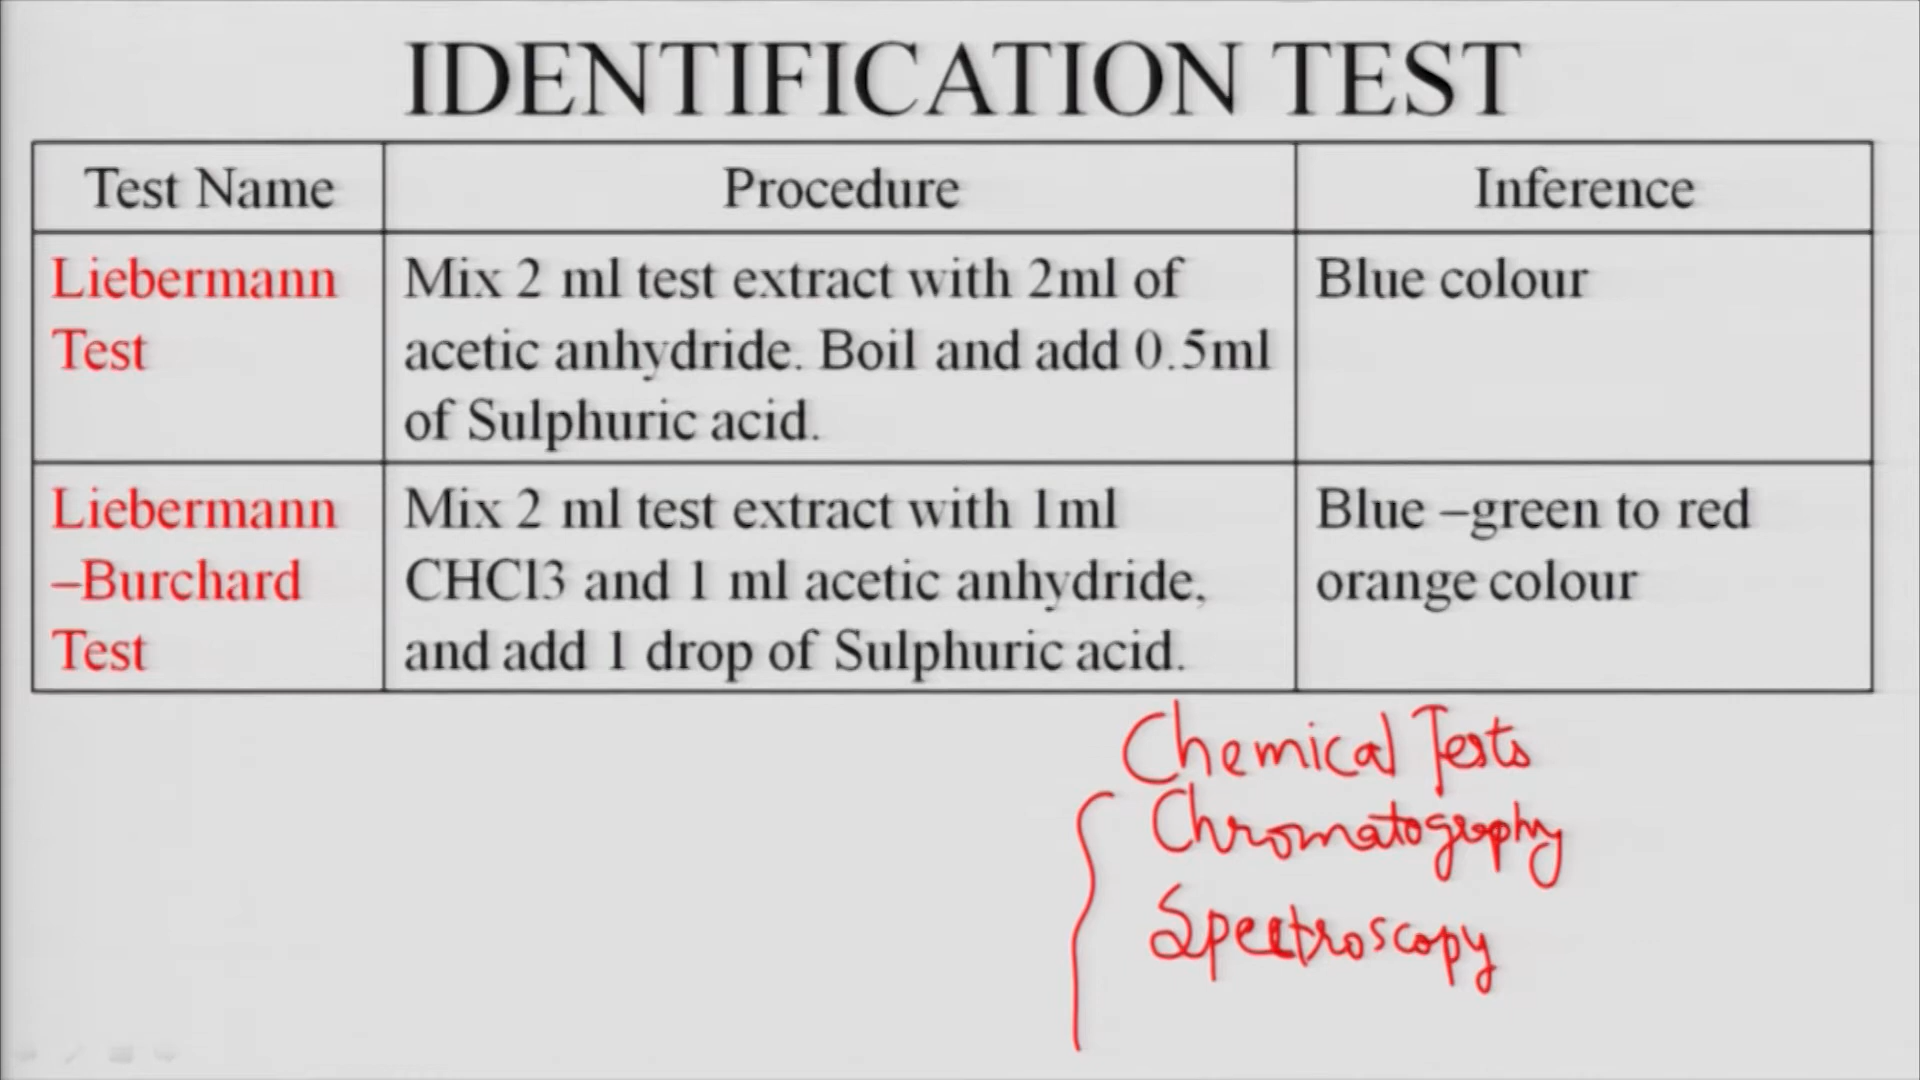 IDENTIFICATION TEST
Test Name
Procedure
Inference
Liebermann
Test
Mix 2 ml test extract with 2ml of
acetic anhydride. Boil and add 0.5ml
of Sulphuric acid.
Blue colour
Liebermann
–Burchard
Test
Mix 2 ml test extract with 1ml
CHCl3 and 1 ml acetic anhydride,
and add 1 drop of Sulphuric acid.
Blue –green to red
orange colour
Chemical Tests
Chromatography
Spectroscopy